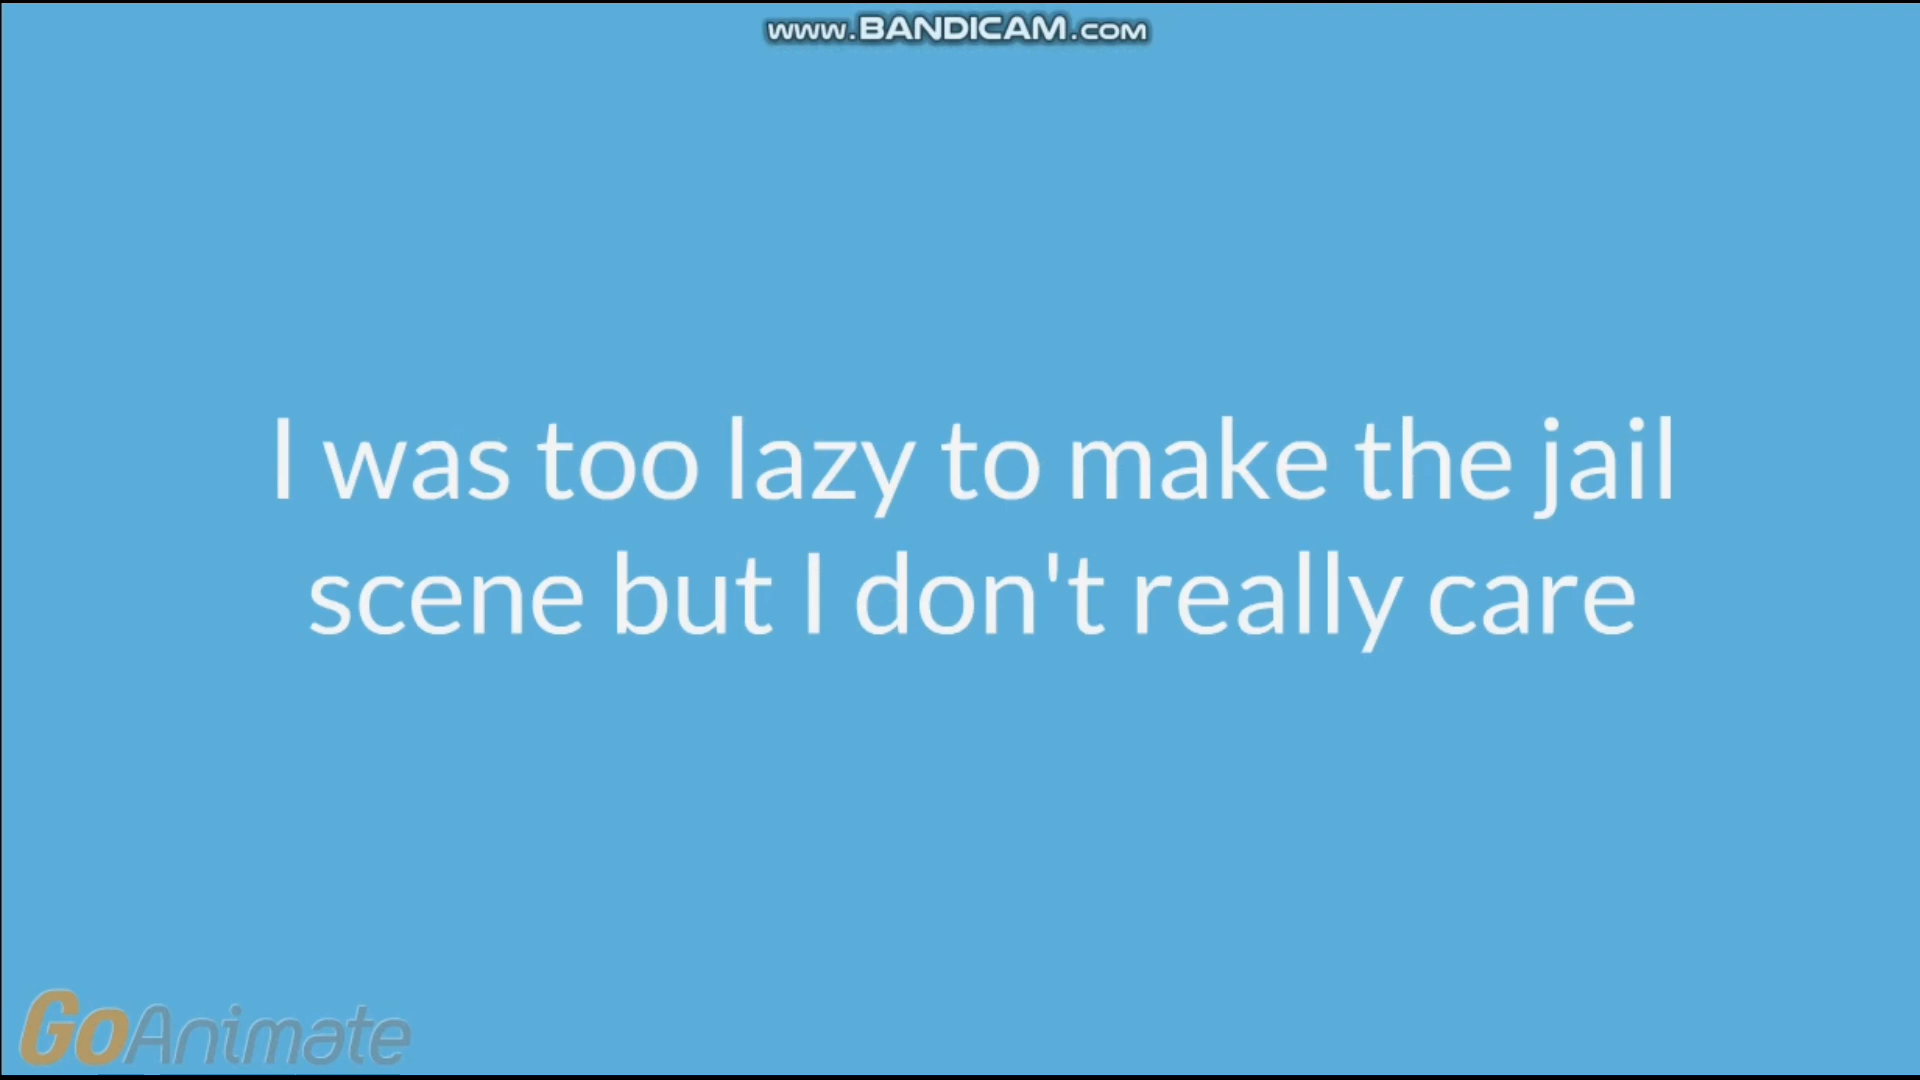 www.BANDICAM.com
I was too lazy to make the jail
scene but I don't really care
GoAnimate